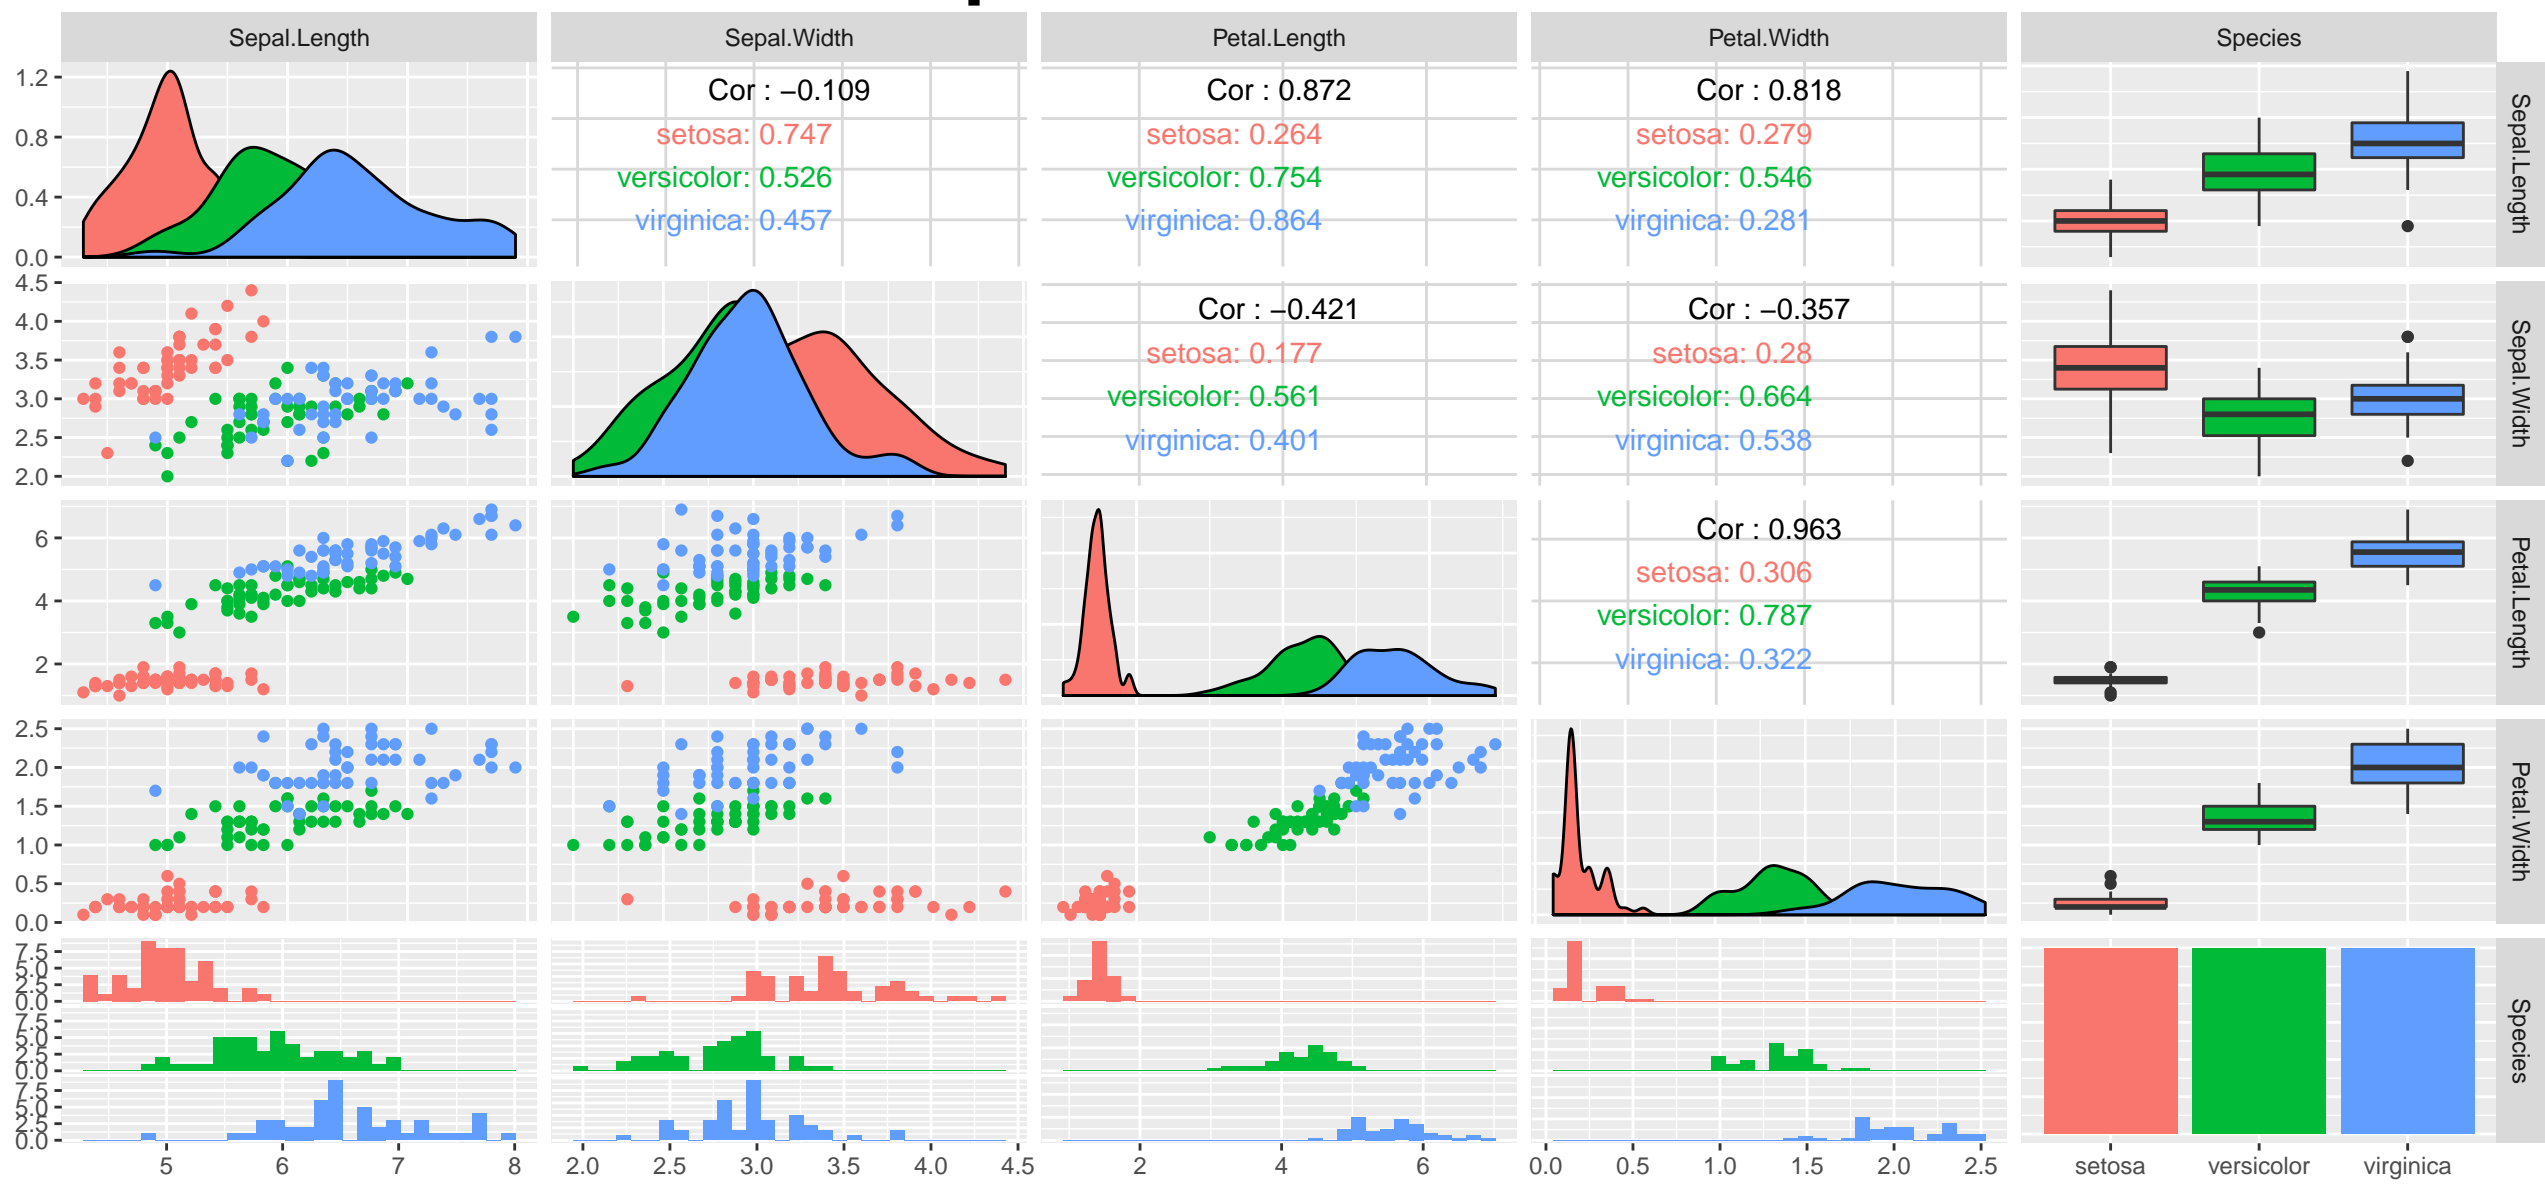 Sepal.Length Sepal.Width Petal.Length Petal.Width Species
1.2
0.8
0.4
0.0
Cor : −0.109
setosa: 0.747
versicolor: 0.526
virginica: 0.457
Cor : 0.872
setosa: 0.264
versicolor: 0.754
virginica: 0.864
Cor : 0.818
setosa: 0.279
versicolor: 0.546
virginica: 0.281
Sepal.Length
4.5
4.0
3.5
3.0
2.5
2.0
Cor : −0.421
setosa: 0.177
versicolor: 0.561
virginica: 0.401
Cor : −0.357
setosa: 0.28
versicolor: 0.664
virginica: 0.538
Sepal.Width
6
4
2
Cor : 0.963
setosa: 0.306
versicolor: 0.787
virginica: 0.322
Petal.Length
2.5
2.0
1.5
1.0
0.5
0.0
Petal.Width
7.5
5.0
2.5
0.0
7.5
5.0
2.5
0.0
7.5
5.0
2.5
0.0
Species
5 6 7 8 2.0 2.5 3.0 3.5 4.0 4.5 2 4 6 0.0 0.5 1.0 1.5 2.0 2.5 setosa versicolor virginica